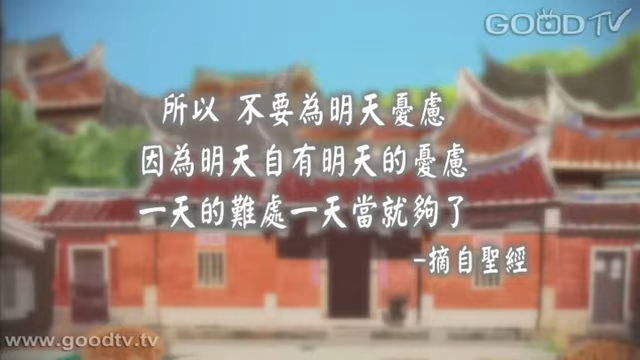 GOODTV
所以 不要為明天憂慮
因為明天自有明天的憂慮
一天的難處一天當就夠了
-摘自聖經
www.goodtv.tv